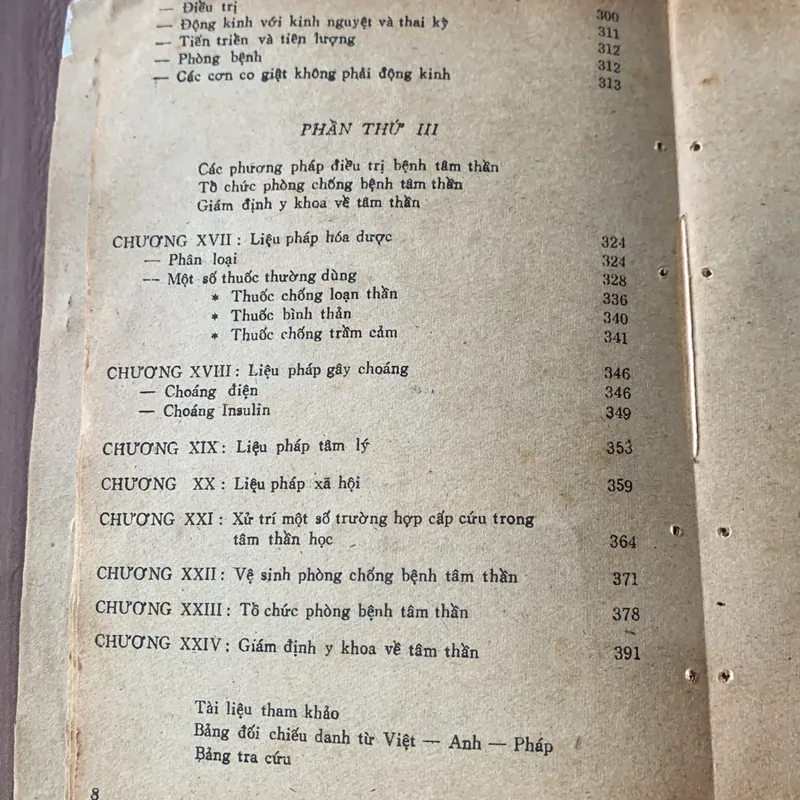 — Điều trị 300
— Động kinh với kinh nguyệt và thai kỳ 311
— Tiến triển và tiên lượng 312
— Phòng bệnh 312
— Các cơn co giật không phải động kinh 313
PHẦN THỨ III
Các phương pháp điều trị bệnh tâm thần
Tổ chức phòng chống bệnh tâm thần
Giám định y khoa về tâm thần
CHƯƠNG XVII : Liệu pháp hóa dược 324
— Phân loại 324
— Một số thuốc thường dùng 328
* Thuốc chống loạn thần 336
* Thuốc bình thản 340
* Thuốc chống trầm cảm 341
CHƯƠNG XVIII : Liệu pháp gây choáng 346
— Choáng điện 346
— Choáng Insulin 349
CHƯƠNG XIX : Liệu pháp tâm lý 353
CHƯƠNG XX : Liệu pháp xã hội 359
CHƯƠNG XXI : Xử trí một số trường hợp cấp cứu trong
tâm thần học 364
CHƯƠNG XXII : Vệ sinh phòng chống bệnh tâm thần 371
CHƯƠNG XXIII : Tổ chức phòng bệnh tâm thần 378
CHƯƠNG XXIV : Giám định y khoa về tâm thần 391
Tài liệu tham khảo
Bảng đối chiếu danh từ Việt — Anh — Pháp
Bảng tra cứu
8